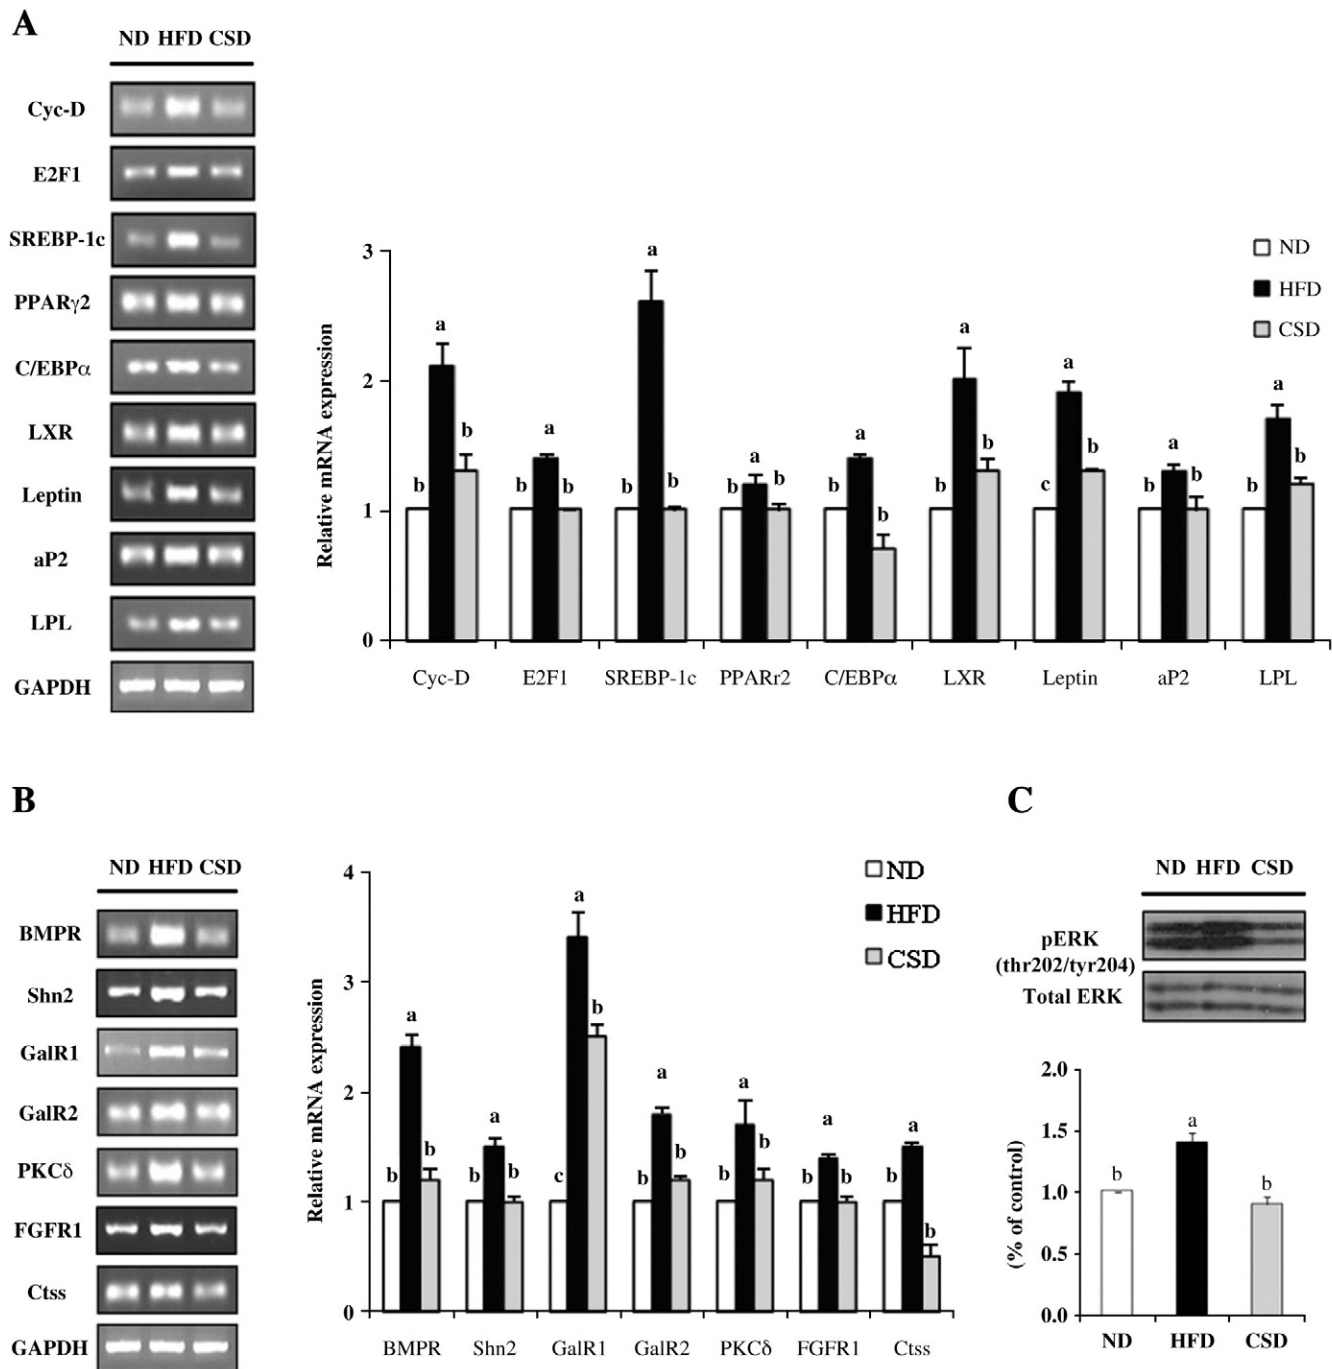 A
ND HFD CSD
Cyc-D
E2F1
SREBP-1c
PPARγ2
C/EBPα
LXR
Leptin
aP2
LPL
GAPDH
Relative mRNA expression
3
2
1
0
ND
HFD
CSD
b a b
b a b
b a b
b a b
b a b
b a b
c a b
b a b
b a b
Cyc-D E2F1 SREBP-1c PPARr2 C/EBPα LXR Leptin aP2 LPL
B
ND HFD CSD
BMPR
Shn2
GalR1
GalR2
PKCδ
FGFR1
Ctss
GAPDH
Relative mRNA expression
4
3
2
1
0
ND
HFD
CSD
b a b
b a b
c a b
b a b
b a b
b a b
b a b
BMPR Shn2 GalR1 GalR2 PKCδ FGFR1 Ctss
C
ND HFD CSD
pERK
(thr202/tyr204)
Total ERK
(% of control)
2.0
1.5
1.0
0.5
0.0
b a b
ND HFD CSD